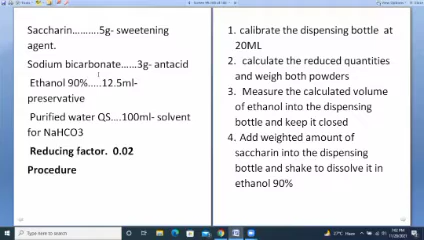 Saccharin..........5g- sweetening
agent.
Sodium bicarbonate......3g- antacid
Ethanol 90%.....12.5ml-
preservative
Purified water QS....100ml- solvent
for NaHCO3
Reducing factor. 0.02
Procedure
1. calibrate the dispensing bottle at
20ML
2. calculate the reduced quantities
and weigh both powders
3. Measure the calculated volume
of ethanol into the dispensing
bottle and keep it closed
4. Add weighted amount of
saccharin into the dispensing
bottle and shake to dissolve it in
ethanol 90%
Type here to search